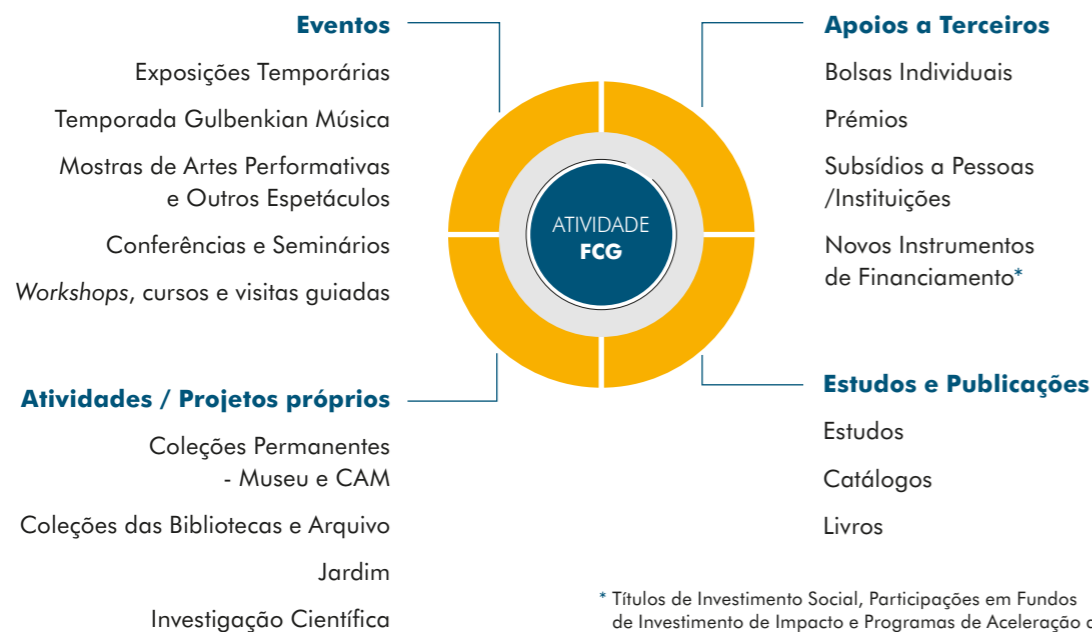 Eventos
Exposições Temporárias
Temporada Gulbenkian Música
Mostras de Artes Performativas
e Outros Espetáculos
Conferências e Seminários
Workshops, cursos e visitas guiadas
Atividades / Projetos próprios
Coleções Permanentes
- Museu e CAM
Coleções das Bibliotecas e Arquivo
Jardim
Investigação Científica
ATIVIDADE
FCG
Apoios a Terceiros
Bolsas Individuais
Prémios
Subsídios a Pessoas
/Instituições
Novos Instrumentos
de Financiamento*
Estudos e Publicações
Estudos
Catálogos
Livros
* Títulos de Investimento Social, Participações em Fundos
de Investimento de Impacto e Programas de Aceleração